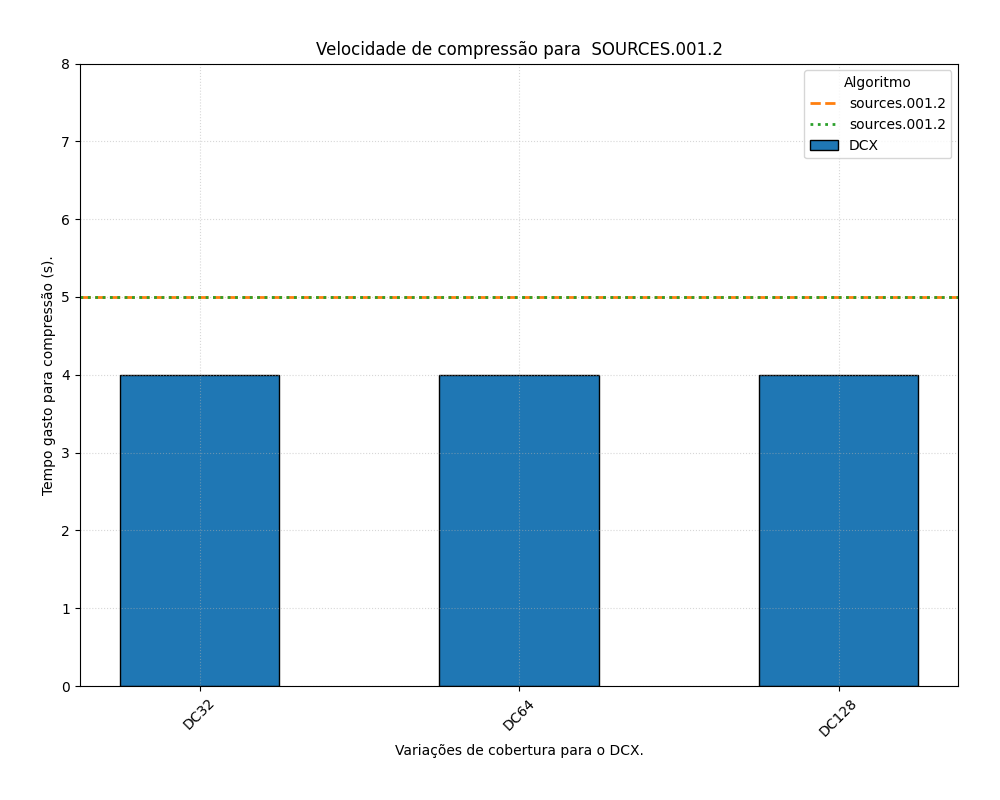 Velocidade de compressão para  SOURCES.001.2
Algoritmo
sources.001.2
sources.001.2
DCX
8
7
6
5
4
3
2
1
0
Tempo gasto para compressão (s).
DC32
DC64
DC128
Variações de cobertura para o DCX.